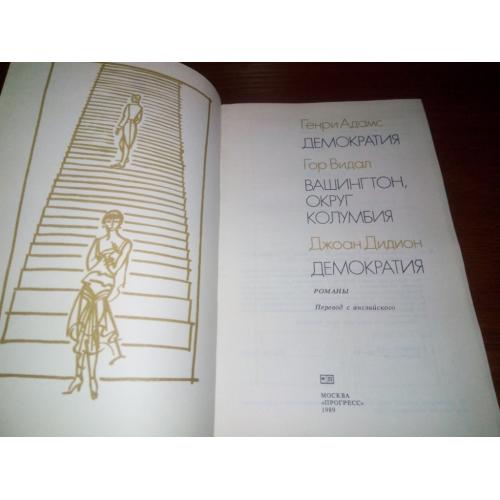 Генри Адамс
ДЕМОКРАТИЯ
Гор Видал
ВАШИНГТОН,
ОКРУГ
КОЛУМБИЯ
Джоан Дидион
ДЕМОКРАТИЯ
РОМАНЫ
Перевод с английского
МОСКВА
«ПРОГРЕСС»
1989